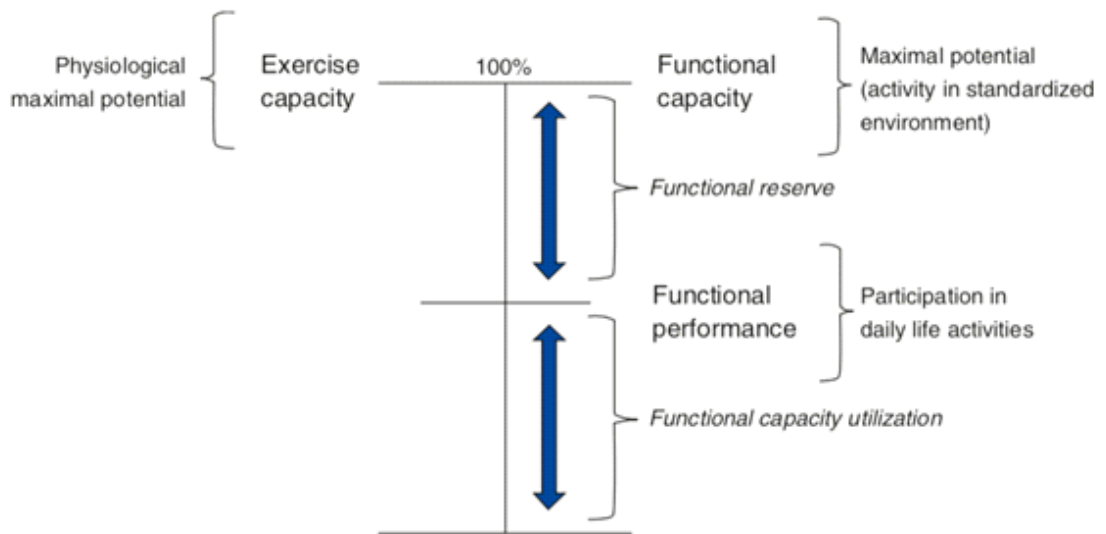 Physiological
maximal potential
Exercise
capacity
100%
Functional
capacity
Maximal potential
(activity in standardized
environment)
Functional reserve
Functional
performance
Participation in
daily life activities
Functional capacity utilization